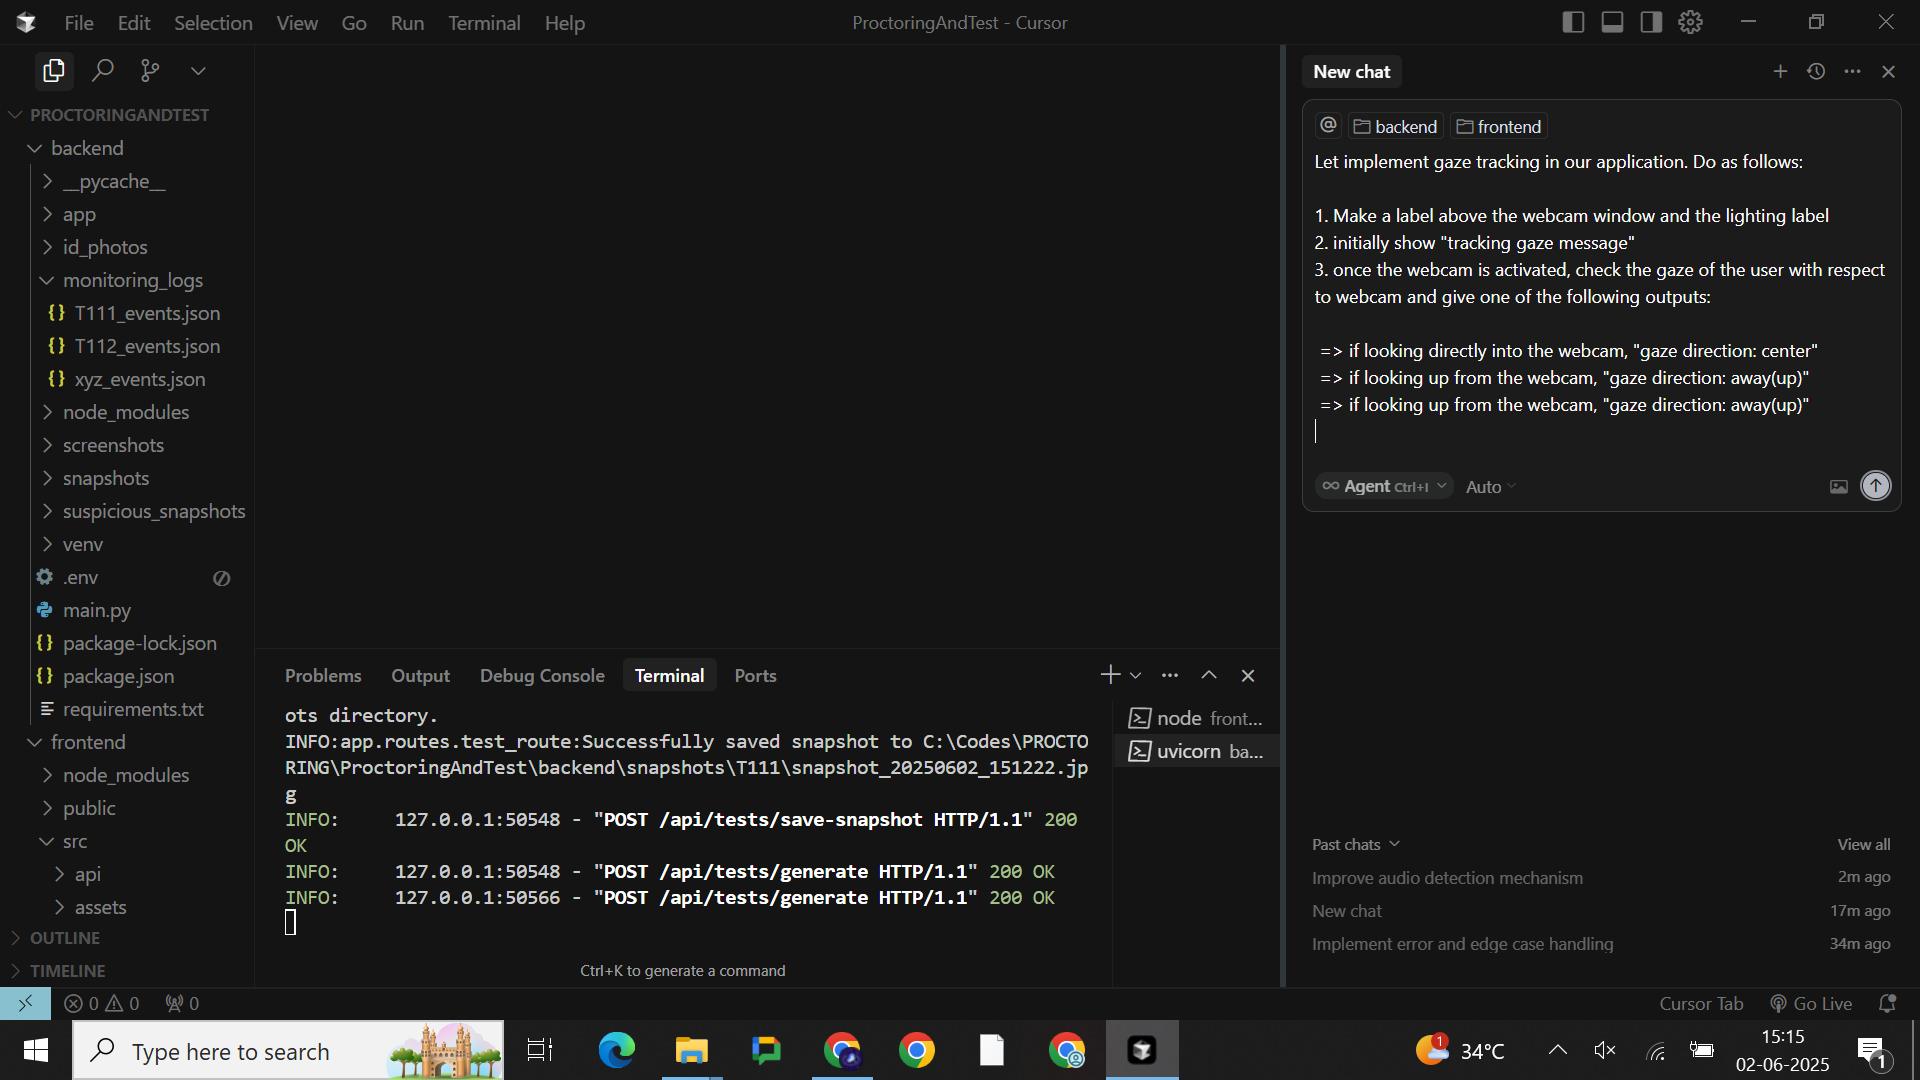 File Edit Selection View Go Run Terminal Help
ProctoringAndTest - Cursor
PROCTORINGANDTEST
backend
__pycache__
app
id_photos
monitoring_logs
{} T111_events.json
{} T112_events.json
{} xyz_events.json
node_modules
screenshots
snapshots
suspicious_snapshots
venv
.env
main.py
{} package-lock.json
{} package.json
requirements.txt
frontend
node_modules
public
src
api
assets
OUTLINE
TIMELINE
Problems Output Debug Console Terminal Ports
ots directory.
INFO:app.routes.test_route:Successfully saved snapshot to C:\Codes\PROCTO
RING\ProctoringAndTest\backend\snapshots\T111\snapshot_20250602_151222.jp
g
INFO: 127.0.0.1:50548 - "POST /api/tests/save-snapshot HTTP/1.1" 200
OK
INFO: 127.0.0.1:50548 - "POST /api/tests/generate HTTP/1.1" 200 OK
INFO: 127.0.0.1:50566 - "POST /api/tests/generate HTTP/1.1" 200 OK
node front...
uvicorn ba...
Ctrl+K to generate a command
New chat
@ backend frontend
Let implement gaze tracking in our application. Do as follows:
1. Make a label above the webcam window and the lighting label
2. initially show "tracking gaze message"
3. once the webcam is activated, check the gaze of the user with respect
to webcam and give one of the following outputs:
=> if looking directly into the webcam, "gaze direction: center"
=> if looking up from the webcam, "gaze direction: away(up)"
=> if looking up from the webcam, "gaze direction: away(up)"
Agent Ctrl+I Auto
Past chats View all
Improve audio detection mechanism 2m ago
New chat 17m ago
Implement error and edge case handling 34m ago
0 0 0
Cursor Tab Go Live
Type here to search
1
34°C
15:15
02-06-2025
1